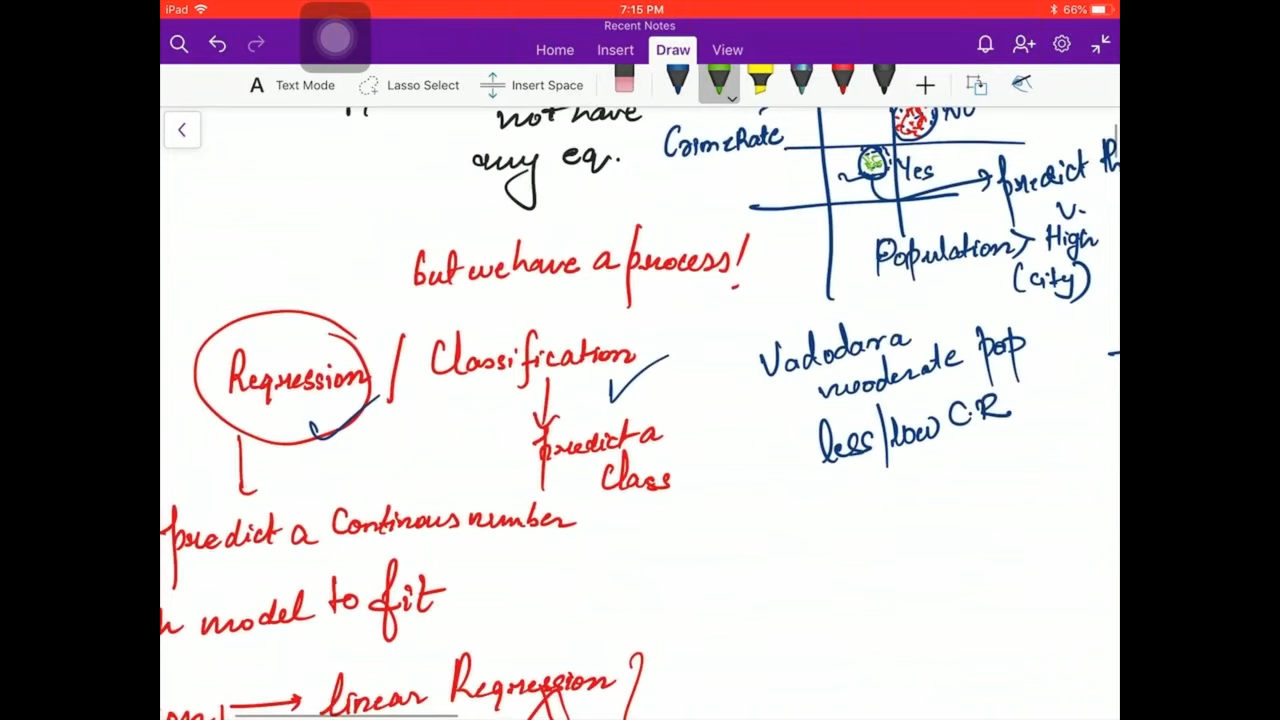 iPad
7:15 PM
66%
Recent Notes
Home Insert Draw View
Text Mode
Lasso Select
Insert Space
not have
any eq.
No
CrimeRate
Yes
predict th
Population
High
(city)
but we have a process!
Regression / Classification
predict a
class
Vadodara
moderate pop
less/low C.R
predict a Continous number
model to fit
linear Regression?